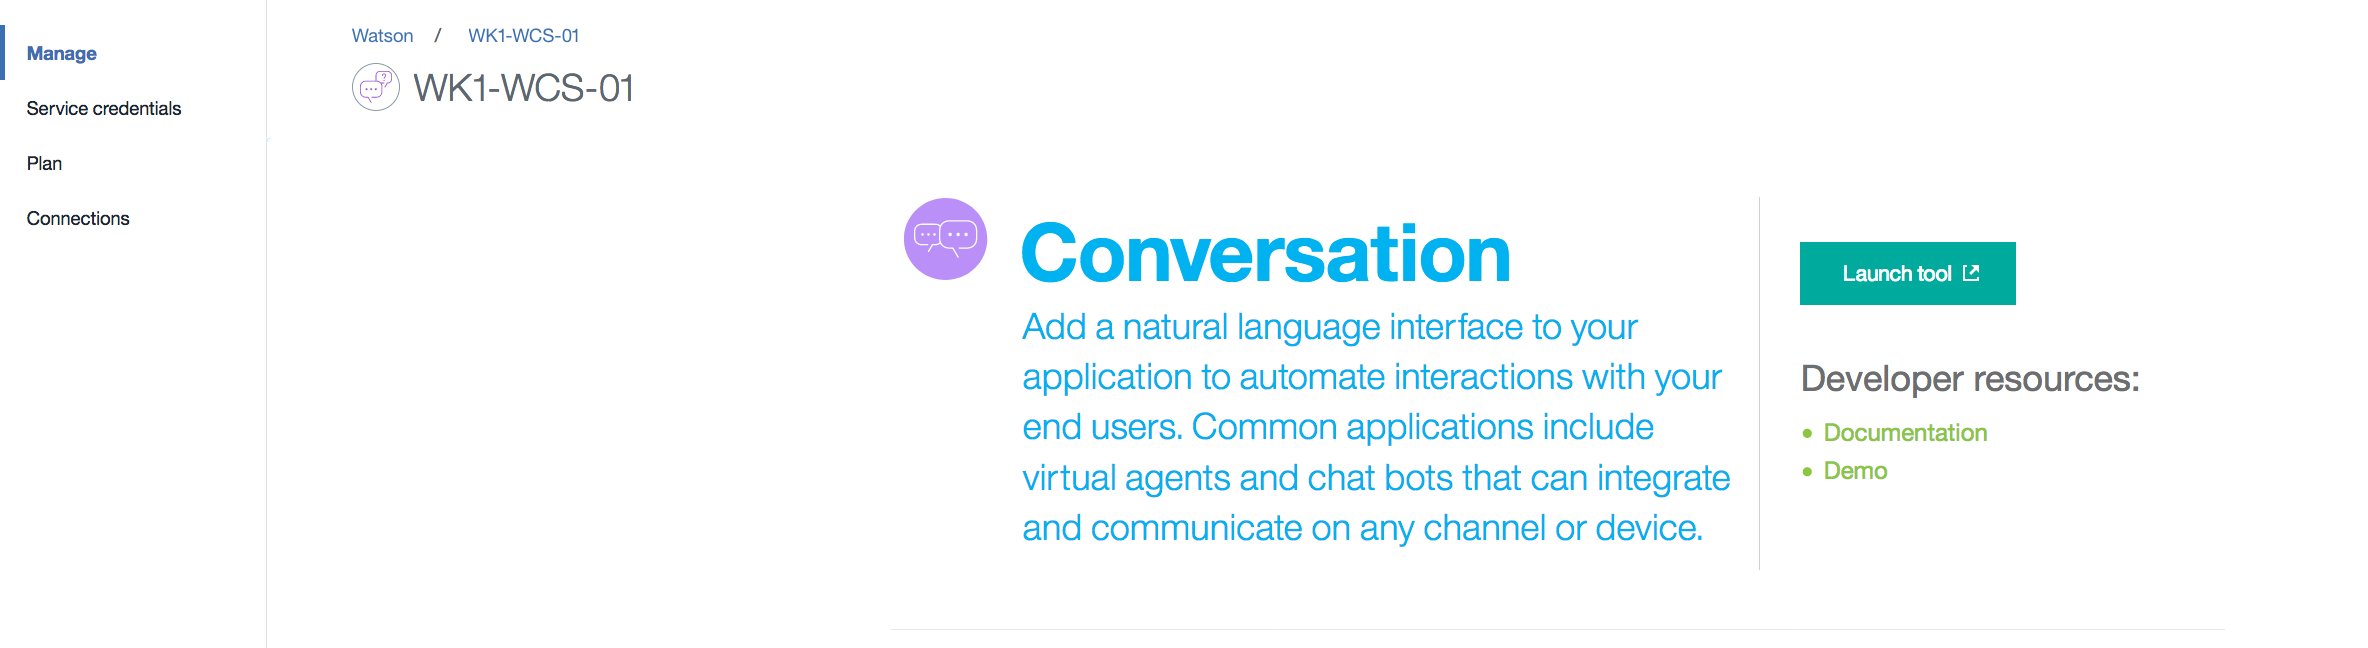 Manage
Service credentials
Plan
Connections
Watson / WK1-WCS-01
WK1-WCS-01
Conversation
Add a natural language interface to your
application to automate interactions with your
end users. Common applications include
virtual agents and chat bots that can integrate
and communicate on any channel or device.
Launch tool
Developer resources:
• Documentation
• Demo